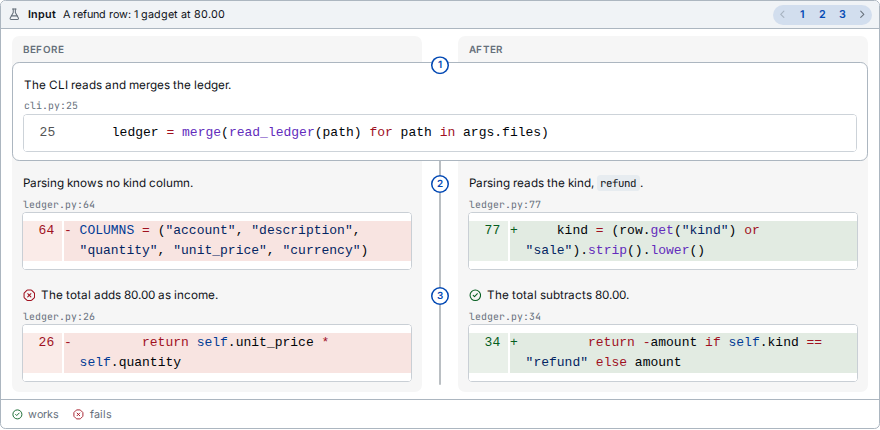 Input A refund row: 1 gadget at 80.00
1 2 3
BEFORE
AFTER
1
The CLI reads and merges the ledger.
cli.py:25
25 ledger = merge(read_ledger(path) for path in args.files)
2
Parsing knows no kind column.
ledger.py:64
64 - COLUMNS = ("account", "description",
"quantity", "unit_price", "currency")
Parsing reads the kind, refund.
ledger.py:77
77 + kind = (row.get("kind") or
"sale").strip().lower()
3
The total adds 80.00 as income.
ledger.py:26
26 - return self.unit_price *
self.quantity
The total subtracts 80.00.
ledger.py:34
34 + return -amount if self.kind ==
"refund" else amount
works fails